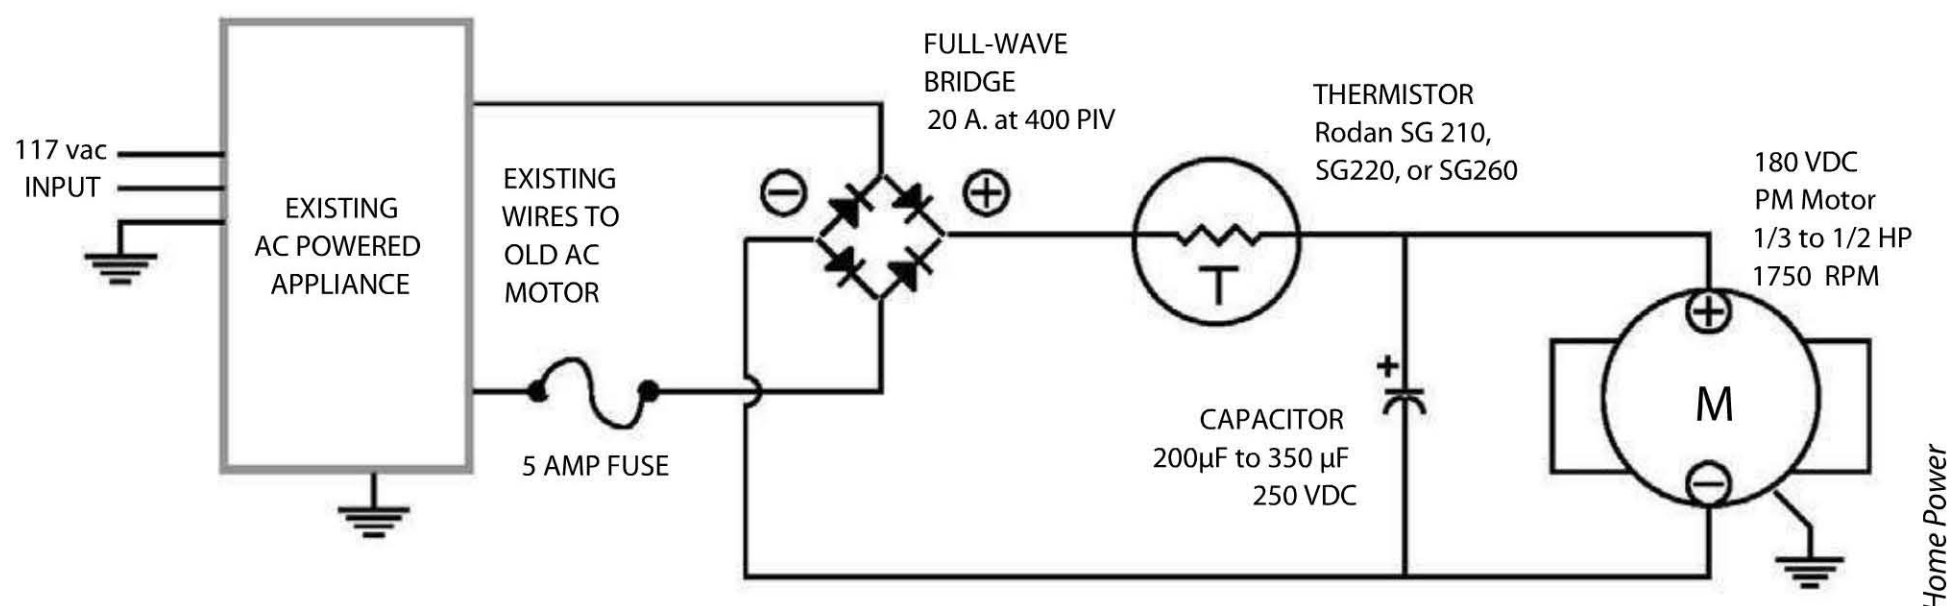 117 vac
INPUT
EXISTING
AC POWERED
APPLIANCE
EXISTING
WIRES TO
OLD AC
MOTOR
5 AMP FUSE
FULL-WAVE
BRIDGE
20 A. at 400 PIV
−
+
THERMISTOR
Rodan SG 210,
SG220, or SG260
T
+
CAPACITOR
200µF to 350 µF
250 VDC
180 VDC
PM Motor
1/3 to 1/2 HP
1750 RPM
+
M
−
Home Power